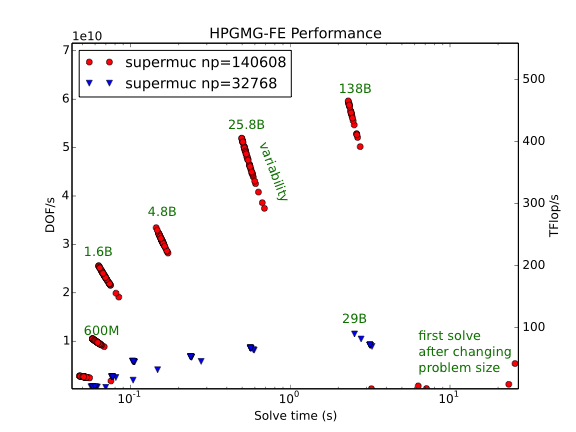 HPGMG-FE Performance
1e10
supermuc np=140608
supermuc np=32768
7
6
5
4
3
2
1
DOF/s
500
400
300
200
100
TFlop/s
138B
25.8B
variability
4.8B
1.6B
600M
29B
first solve
after changing
problem size
10⁻¹
10⁰
10¹
Solve time (s)